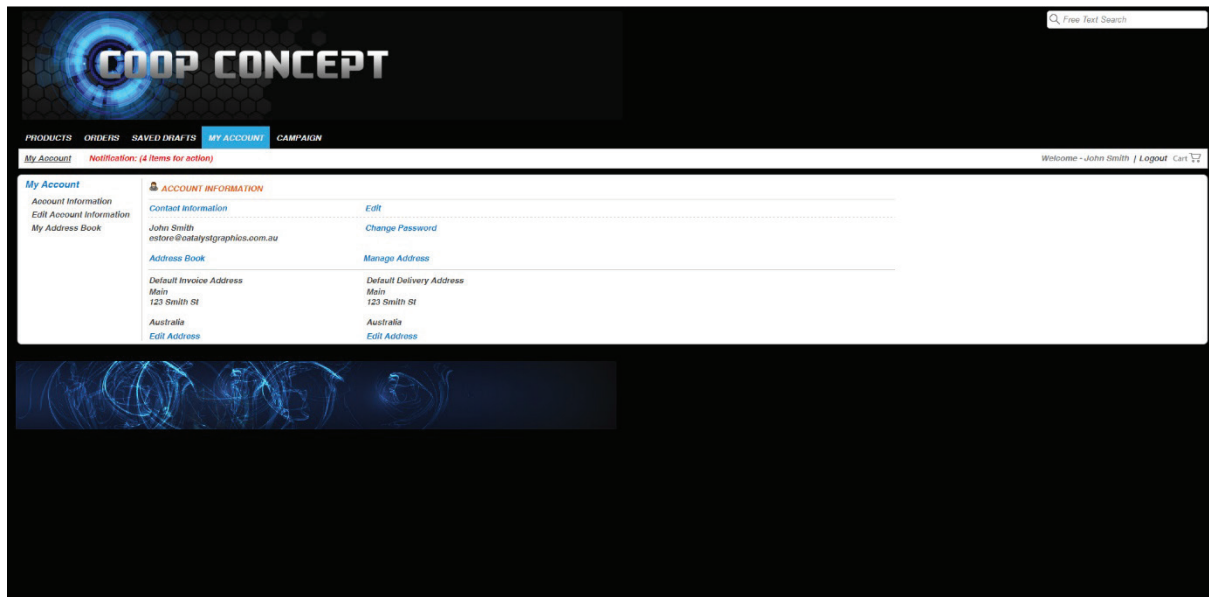 COOP CONCEPT
Free Text Search
PRODUCTS ORDERS SAVED DRAFTS MY ACCOUNT CAMPAIGN
My Account Notification: (4 items for action) Welcome - John Smith | Logout Cart
My Account
Account Information
Edit Account Information
My Address Book
ACCOUNT INFORMATION
Contact Information Edit
John Smith Change Password
estore@catalystgraphics.com.au
Address Book Manage Address
Default Invoice Address Default Delivery Address
Main Main
123 Smith St 123 Smith St
Australia Australia
Edit Address Edit Address